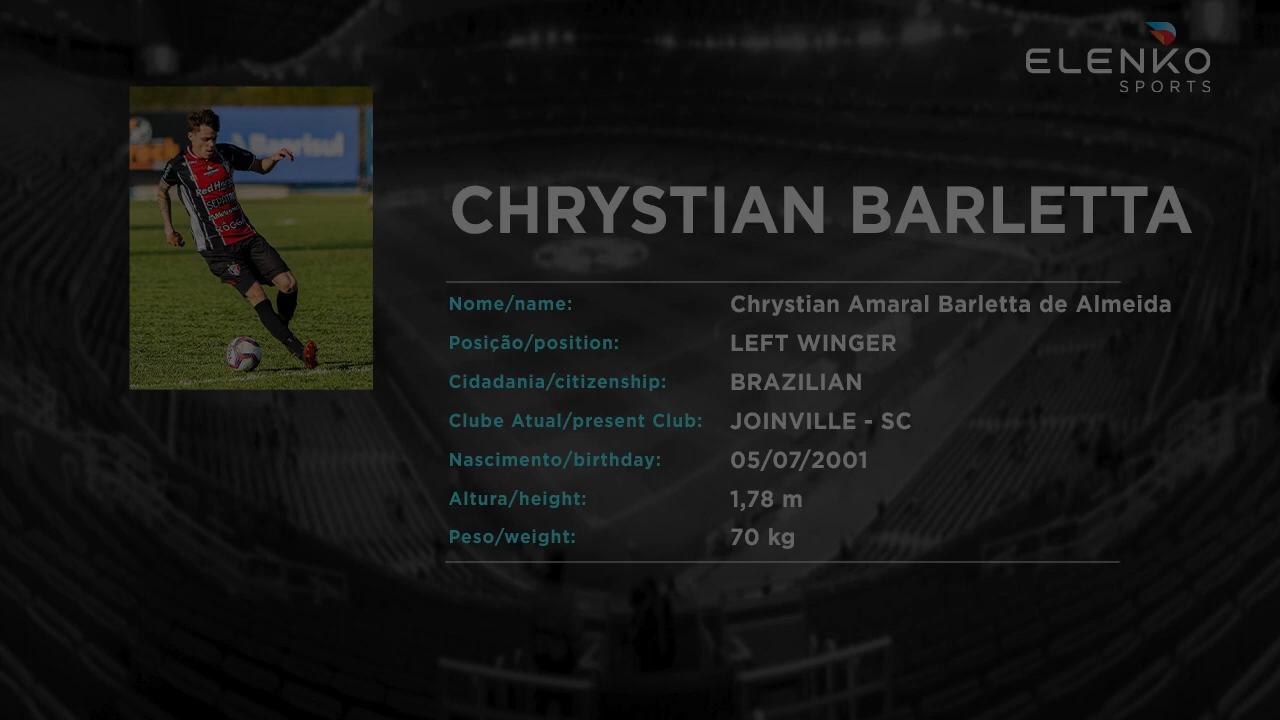 ELENKO
SPORTS
Banrisul
CHRYSTIAN BARLETTA
Nome/name: Chrystian Amaral Barletta de Almeida
Posição/position: LEFT WINGER
Cidadania/citizenship: BRAZILIAN
Clube Atual/present Club: JOINVILLE - SC
Nascimento/birthday: 05/07/2001
Altura/height: 1,78 m
Peso/weight: 70 kg